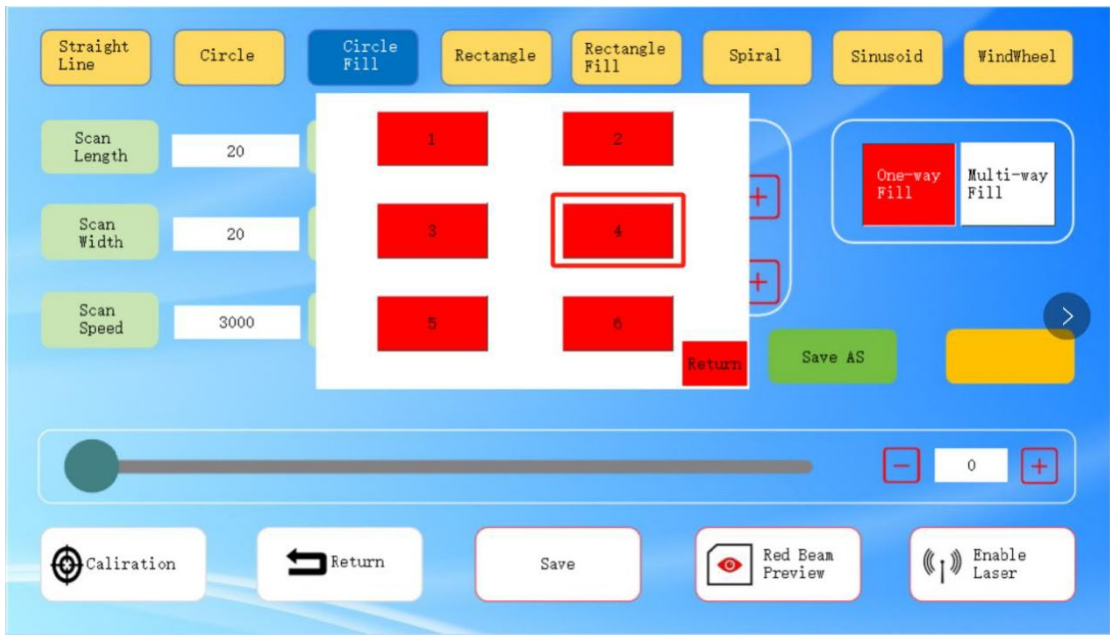 Straight
Line
Circle
Circle
Fill
Rectangle
Rectangle
Fill
Spiral
Sinusoid
WindWheel
Scan
Length
20
1
2
One-way
Fill
Multi-way
Fill
Scan
Width
20
3
4
+
+
Scan
Speed
3000
5
6
Return
Save AS
>
−
0
+
Caliration
Return
Save
Red Beam
Preview
Enable
Laser